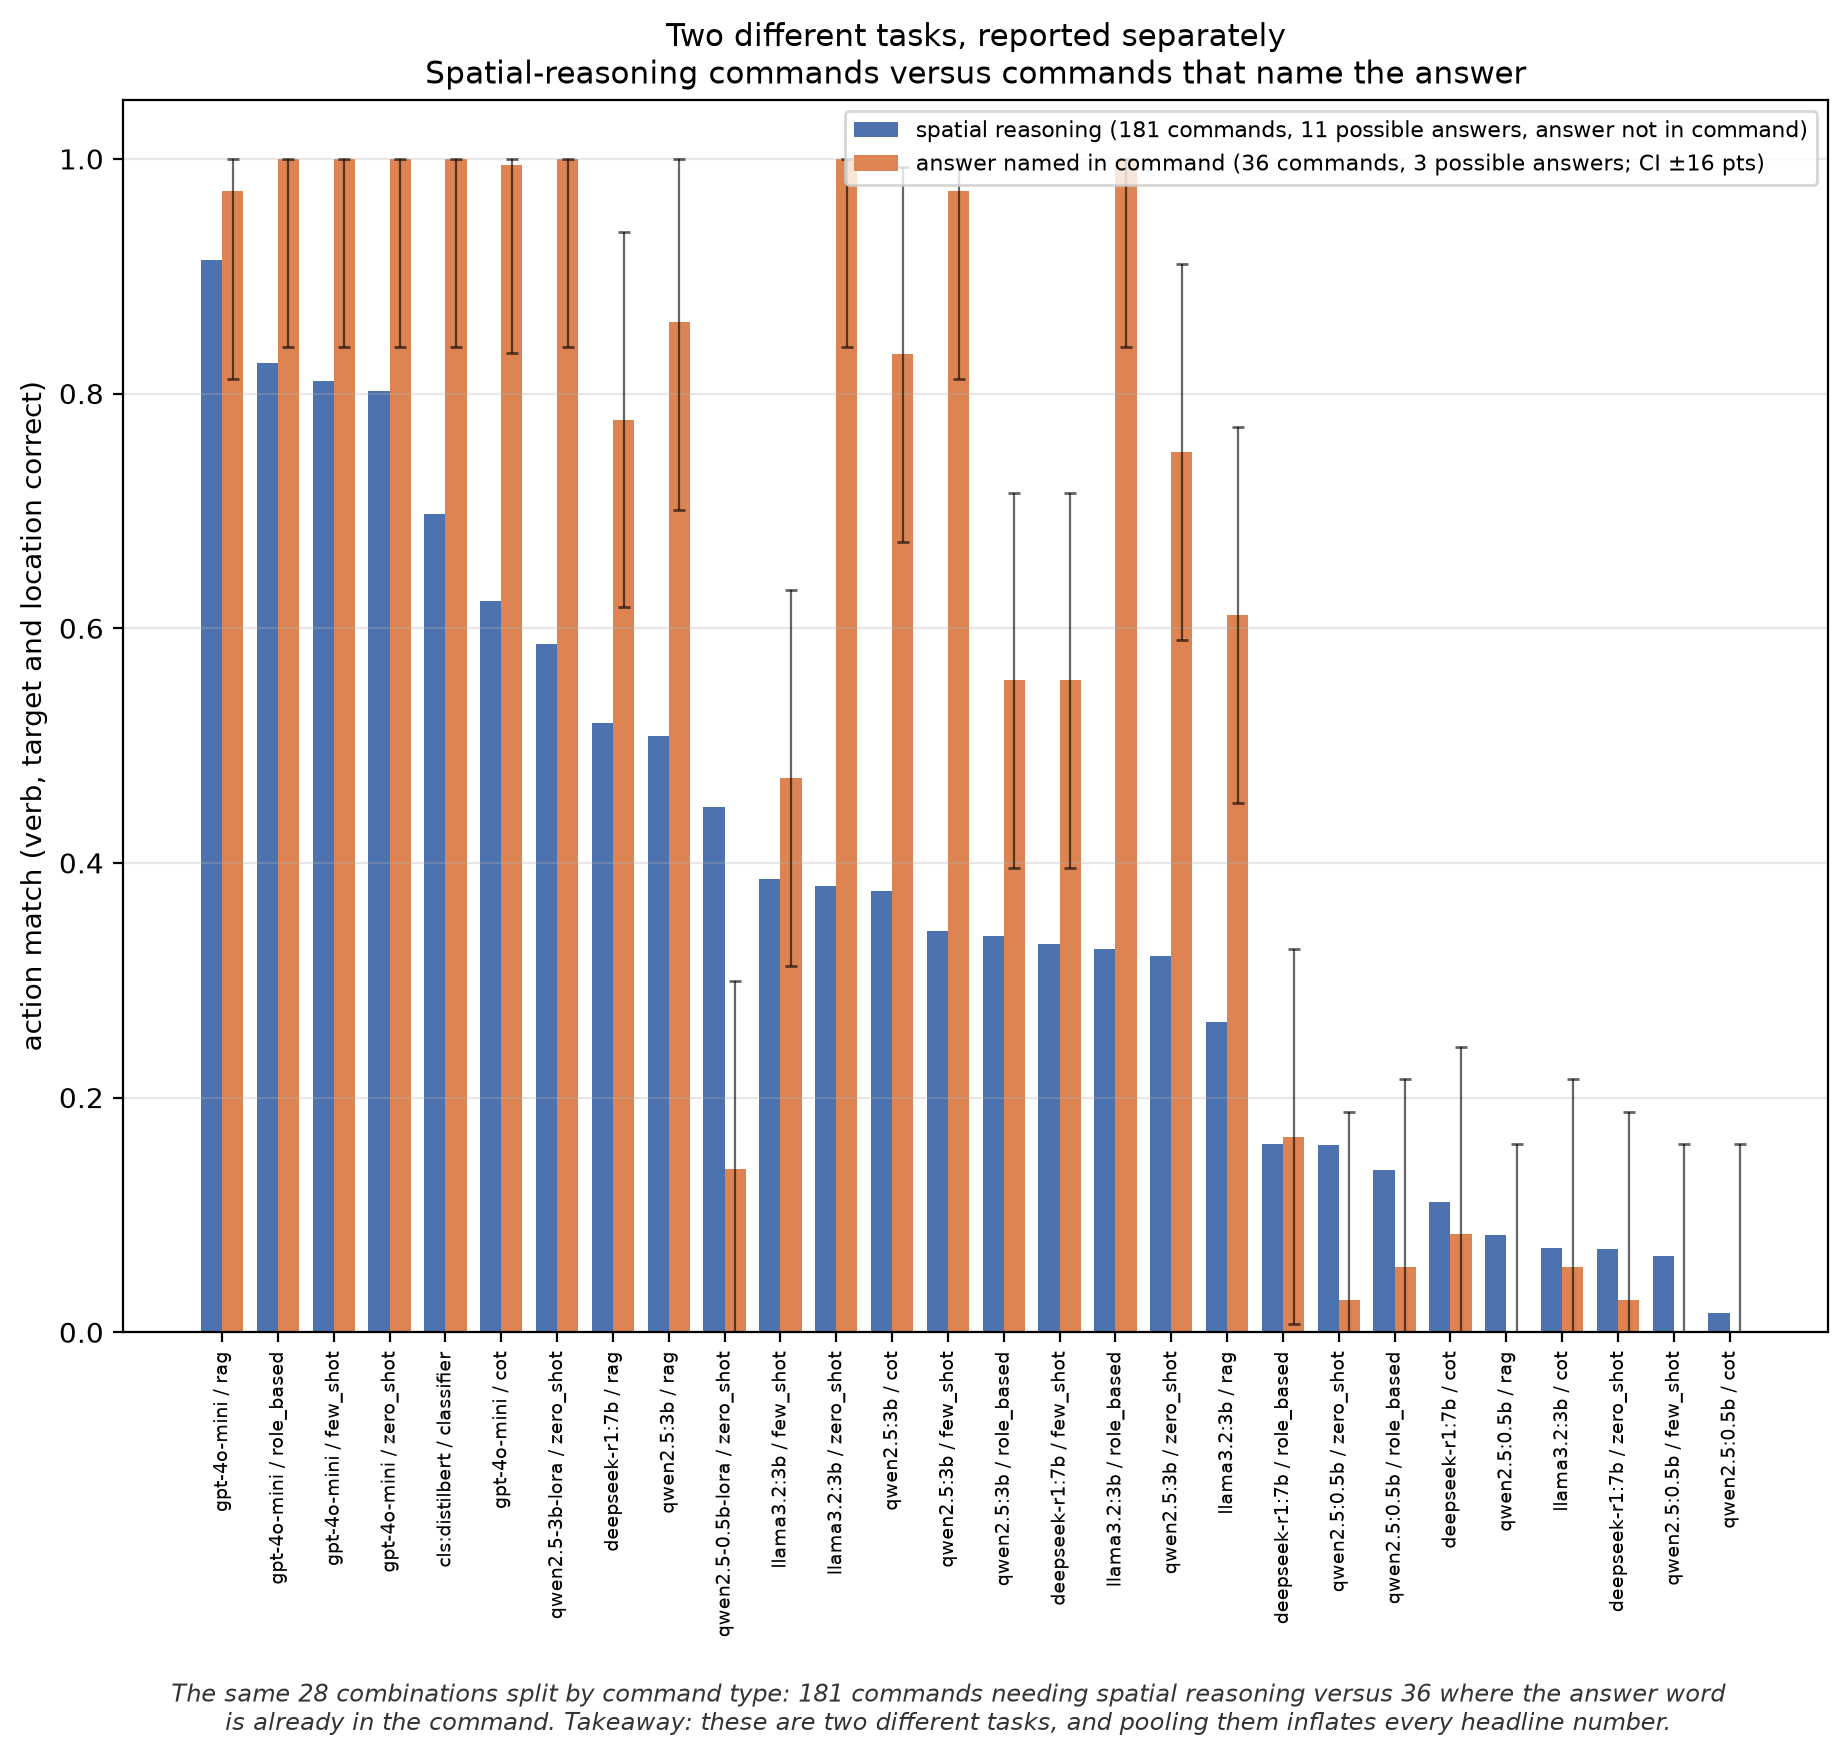 Two different tasks, reported separately
Spatial-reasoning commands versus commands that name the answer
spatial reasoning (181 commands, 11 possible answers, answer not in command)
answer named in command (36 commands, 3 possible answers; CI ±16 pts)
action match (verb, target and location correct)
1.0
0.8
0.6
0.4
0.2
0.0
gpt-4o-mini / rag
gpt-4o-mini / role_based
gpt-4o-mini / few_shot
gpt-4o-mini / zero_shot
cls:distilbert / classifier
gpt-4o-mini / cot
qwen2.5-3b-lora / zero_shot
deepseek-r1:7b / rag
qwen2.5:3b / rag
qwen2.5-0.5b-lora / zero_shot
llama3.2:3b / few_shot
llama3.2:3b / zero_shot
qwen2.5:3b / cot
qwen2.5:3b / few_shot
qwen2.5:3b / role_based
deepseek-r1:7b / few_shot
llama3.2:3b / role_based
qwen2.5:3b / zero_shot
llama3.2:3b / rag
deepseek-r1:7b / role_based
qwen2.5:0.5b / zero_shot
qwen2.5:0.5b / role_based
deepseek-r1:7b / cot
qwen2.5:0.5b / rag
llama3.2:3b / cot
deepseek-r1:7b / zero_shot
qwen2.5:0.5b / few_shot
qwen2.5:0.5b / cot
The same 28 combinations split by command type: 181 commands needing spatial reasoning versus 36 where the answer word
is already in the command. Takeaway: these are two different tasks, and pooling them inflates every headline number.